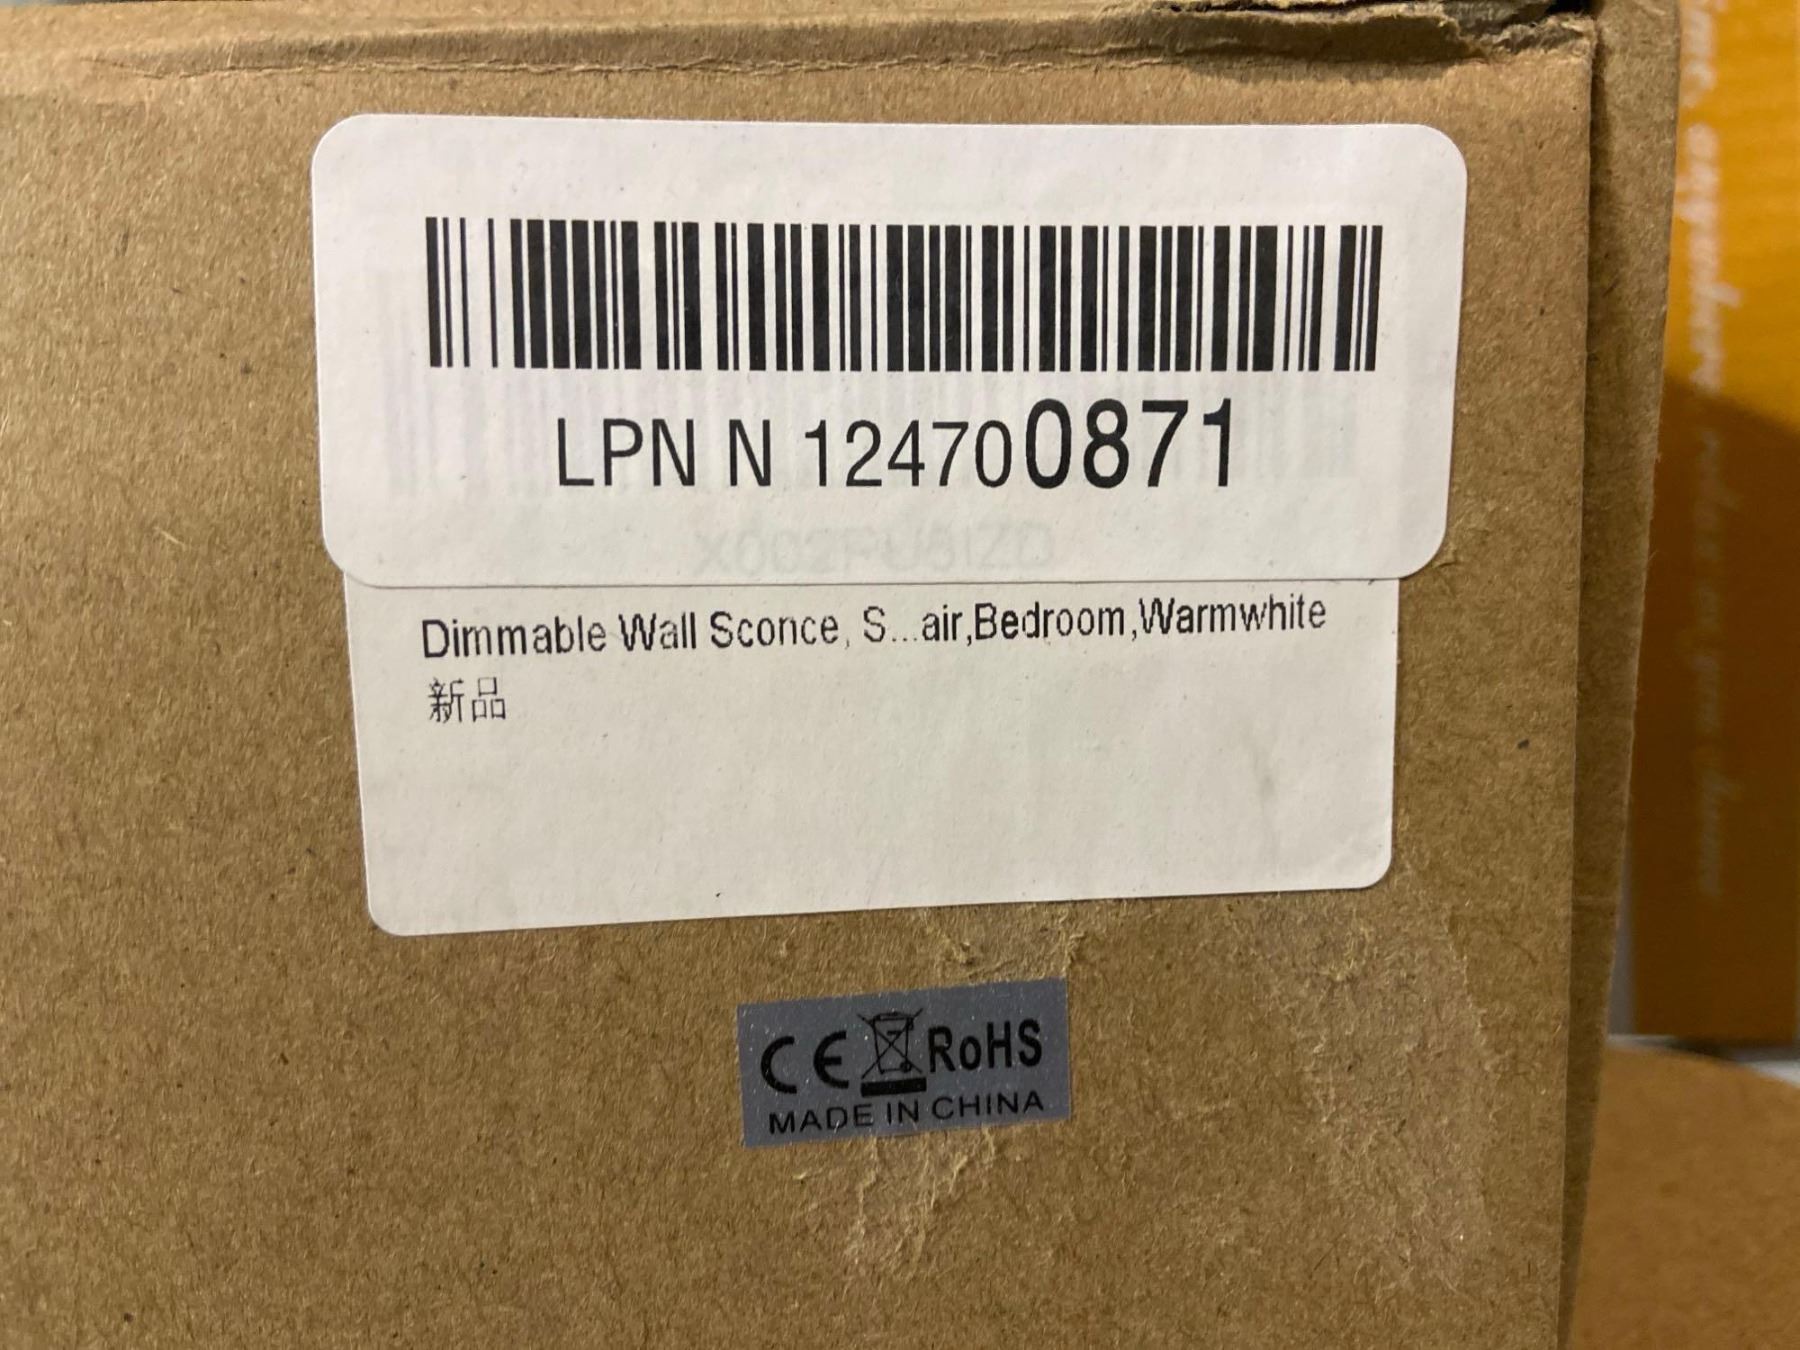 LPN N 124700871
Dimmable Wall Sconce, S...air,Bedroom,Warmwhite
新品
CE RoHS
MADE IN CHINA